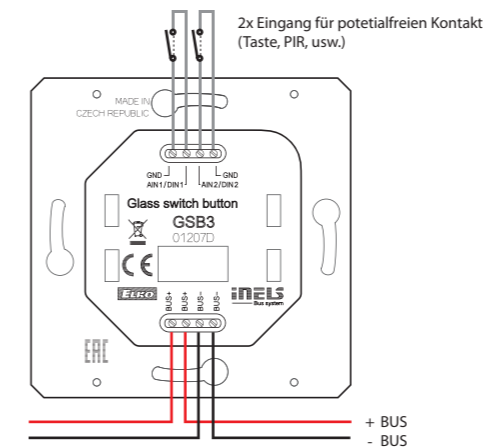 2x Eingang für potetialfreien Kontakt
(Taste, PIR, usw.)
MADE IN
CZECH REPUBLIC
GND GND
AIN1/DIN1 AIN2/DIN2
Glass switch button
GSB3
01207D
CE
ELKO iNELS
Bus system
BUS+ BUS+ BUS- BUS-
EAC
+ BUS
- BUS